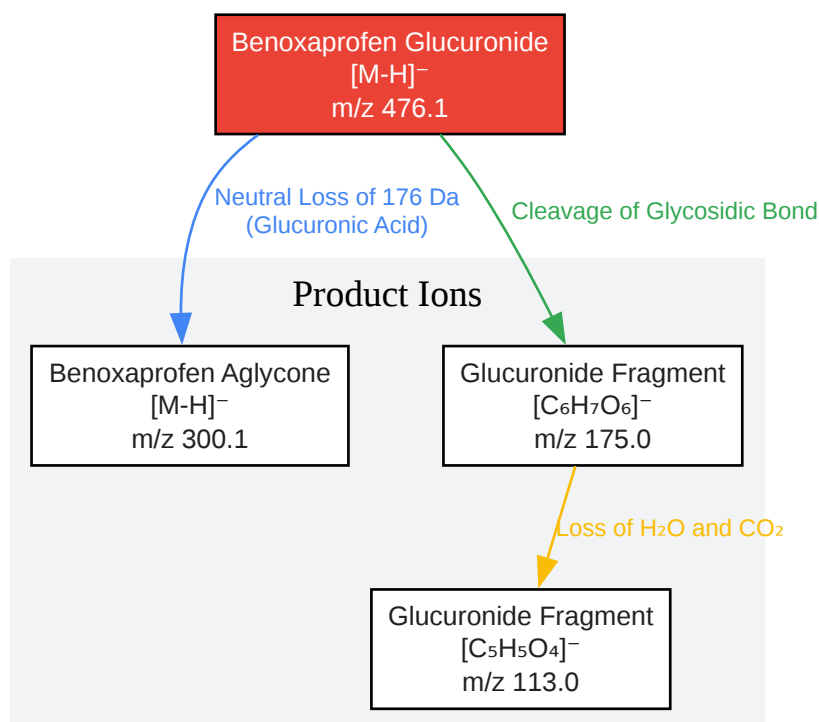 Benoxaprofen Glucuronide
[M-H]⁻
m/z 476.1
Neutral Loss of 176 Da
(Glucuronic Acid)
Cleavage of Glycosidic Bond
Product Ions
Benoxaprofen Aglycone
[M-H]⁻
m/z 300.1
Glucuronide Fragment
[C₆H₇O₆]⁻
m/z 175.0
Loss of H₂O and CO₂
Glucuronide Fragment
[C₅H₅O₄]⁻
m/z 113.0